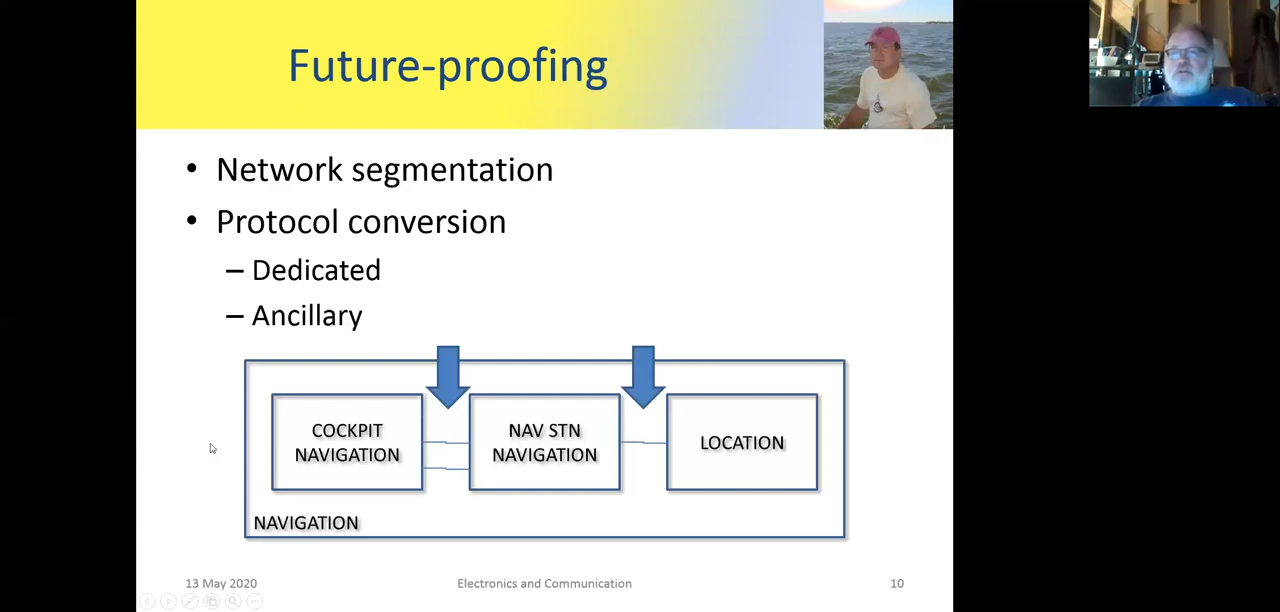 Future-proofing
• Network segmentation
• Protocol conversion
– Dedicated
– Ancillary
COCKPIT
NAVIGATION
NAV STN
NAVIGATION
LOCATION
NAVIGATION
13 May 2020
Electronics and Communication
10